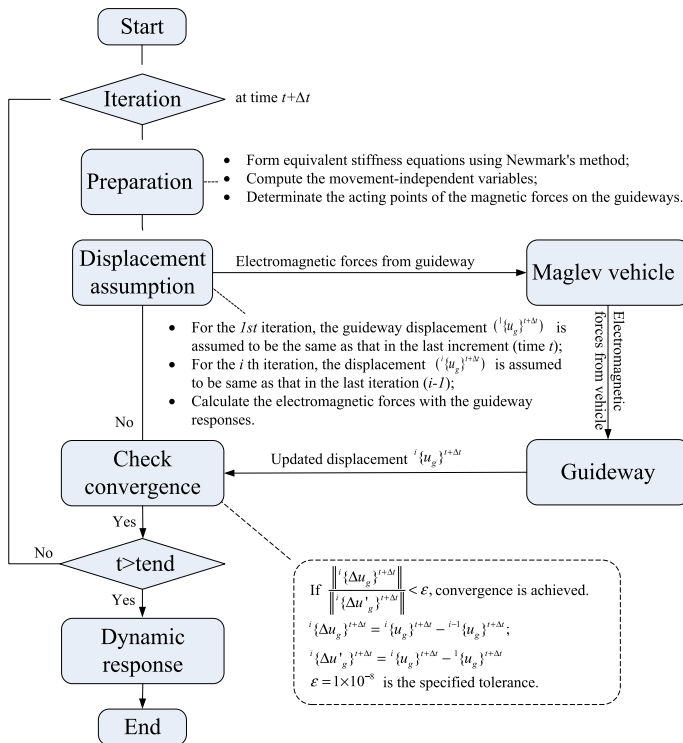 Start
Iteration
at time t+Δt
Preparation
• Form equivalent stiffness equations using Newmark's method;
• Compute the movement-independent variables;
• Determinate the acting points of the magnetic forces on the guideways.
Displacement
assumption
Electromagnetic forces from guideway
Maglev vehicle
• For the 1st iteration, the guideway displacement (¹{u_g}^{t+Δt}) is
assumed to be the same as that in the last increment (time t);
• For the i th iteration, the displacement (ⁱ{u_g}^{t+Δt}) is assumed
to be same as that in the last iteration (i-1);
• Calculate the electromagnetic forces with the guideway
responses.
Electromagnetic
forces from vehicle
No
Check
convergence
Updated displacement ⁱ{u_g}^{t+Δt}
Guideway
Yes
No
t>tend
Yes
If ‖ⁱ{Δu_g}^{t+Δt}‖ / ‖ⁱ{Δu'_g}^{t+Δt}‖ < ε, convergence is achieved.
ⁱ{Δu_g}^{t+Δt} = ⁱ{u_g}^{t+Δt} − ^{i−1}{u_g}^{t+Δt};
ⁱ{Δu'_g}^{t+Δt} = ⁱ{u_g}^{t+Δt} − ¹{u_g}^{t+Δt}
ε = 1×10⁻⁸ is the specified tolerance.
Dynamic
response
End